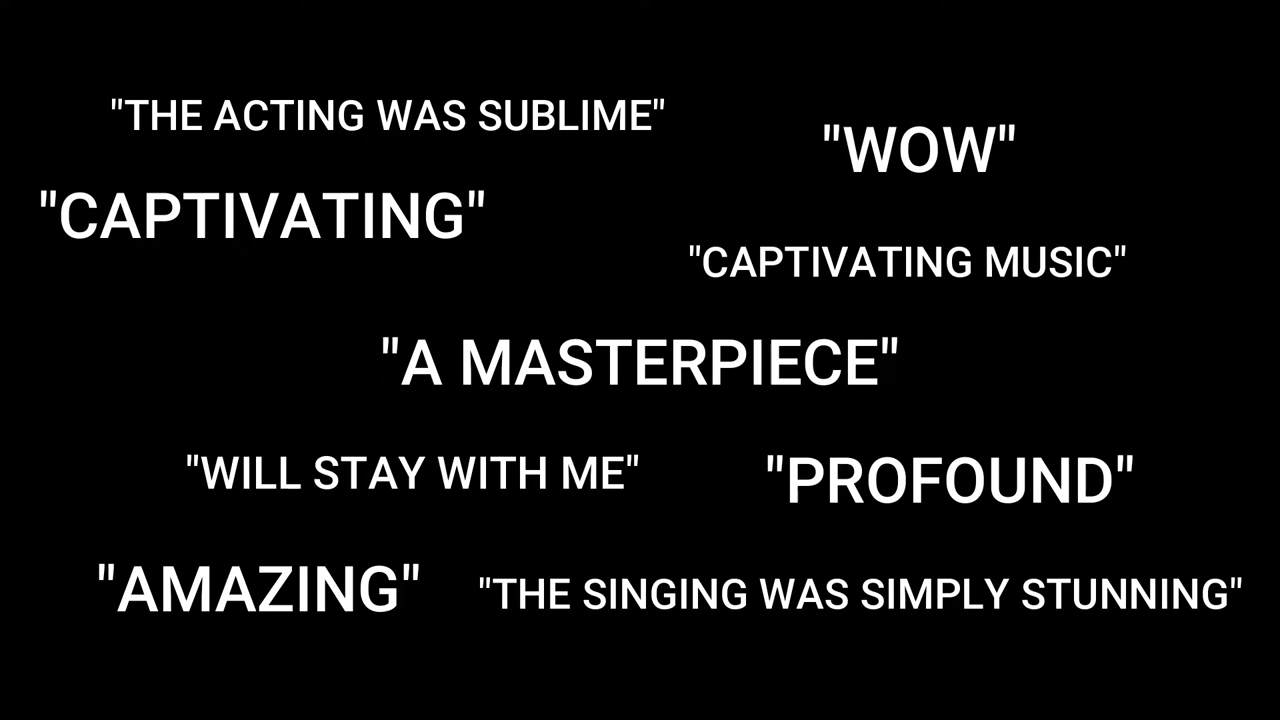 "THE ACTING WAS SUBLIME"
"WOW"
"CAPTIVATING"
"CAPTIVATING MUSIC"
"A MASTERPIECE"
"WILL STAY WITH ME"
"PROFOUND"
"AMAZING"
"THE SINGING WAS SIMPLY STUNNING"